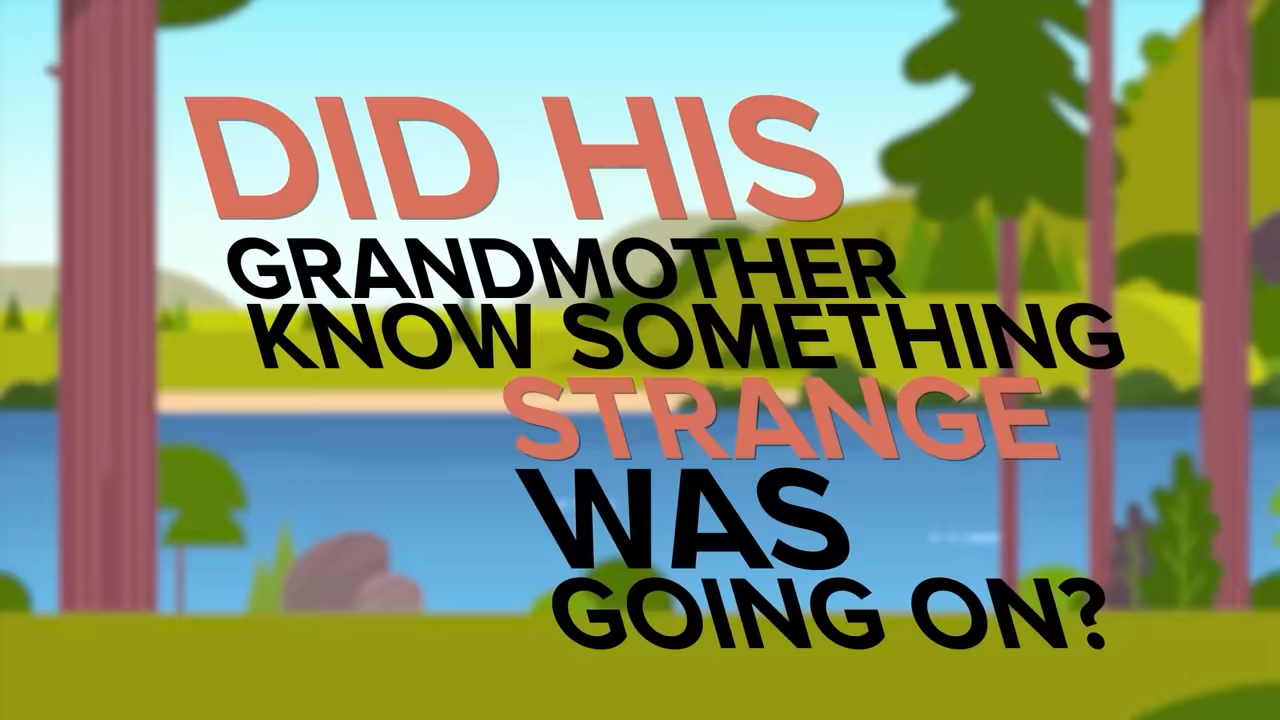 DID HIS
GRANDMOTHER
KNOW SOMETHING
STRANGE
WAS
GOING ON?